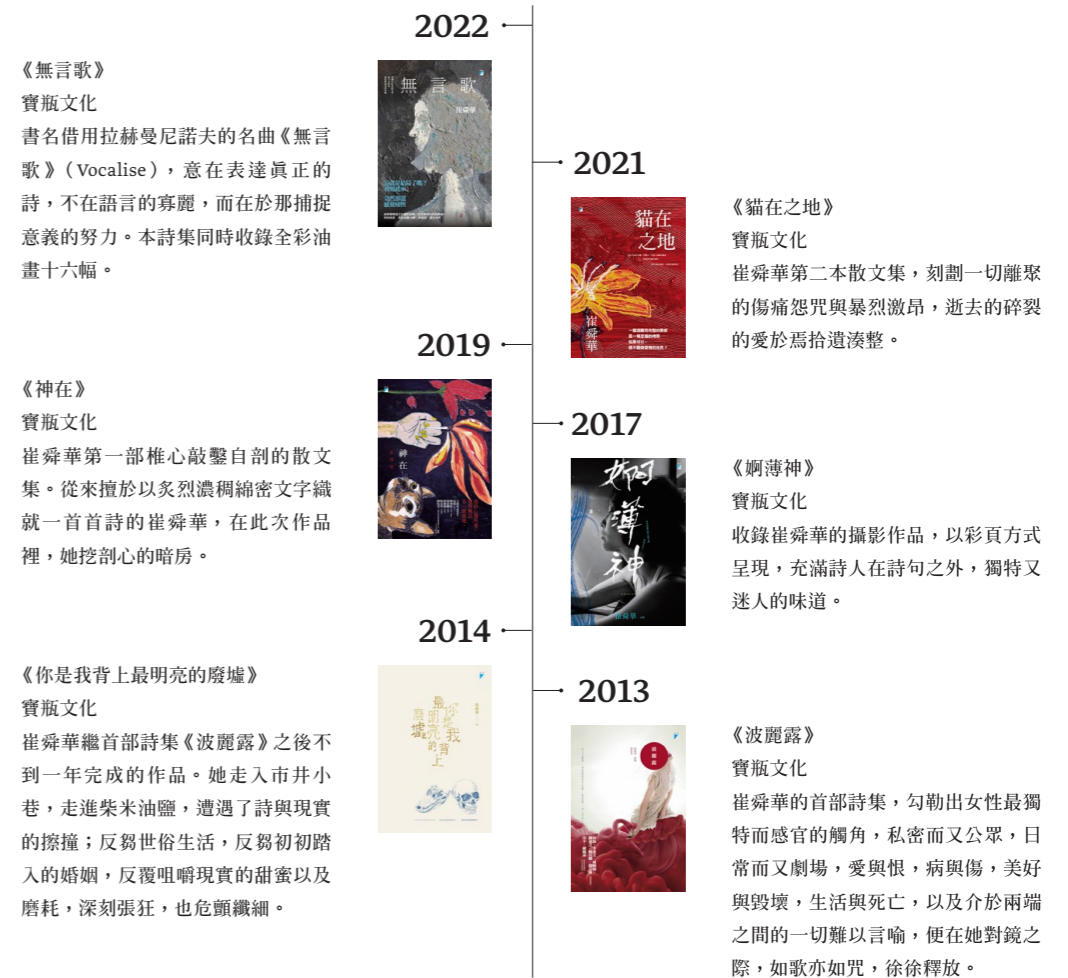 2022
《無言歌》
寶瓶文化
書名借用拉赫曼尼諾夫的名曲《無言
歌》（Vocalise），意在表達真正的
詩，不在語言的寡麗，而在於那捕捉
意義的努力。本詩集同時收錄全彩油
畫十六幅。
無言歌
崔舜華
2021
《貓在之地》
寶瓶文化
崔舜華第二本散文集，刻劃一切離聚
的傷痛怨咒與暴烈激昂，逝去的碎裂
的愛於焉拾遺湊整。
貓在
之地
崔舜華
2019
《神在》
寶瓶文化
崔舜華第一部椎心敲鑿自剖的散文
集。從來擅於以炙烈濃稠綿密文字織
就一首首詩的崔舜華，在此次作品
裡，她挖剖心的暗房。
神在
2017
《婀薄神》
寶瓶文化
收錄崔舜華的攝影作品，以彩頁方式
呈現，充滿詩人在詩句之外，獨特又
迷人的味道。
婀薄神
崔舜華
2014
《你是我背上最明亮的廢墟》
寶瓶文化
崔舜華繼首部詩集《波麗露》之後不
到一年完成的作品。她走入市井小
巷，走進柴米油鹽，遭遇了詩與現實
的擦撞；反芻世俗生活，反芻初初踏
入的婚姻，反覆咀嚼現實的甜蜜以及
磨耗，深刻張狂，也危顫纖細。
你是我背上
最明亮的
廢墟
2013
《波麗露》
寶瓶文化
崔舜華的首部詩集，勾勒出女性最獨
特而感官的觸角，私密而又公眾，日
常而又劇場，愛與恨，病與傷，美好
與毀壞，生活與死亡，以及介於兩端
之間的一切難以言喻，便在她對鏡之
際，如歌亦如咒，徐徐釋放。
波麗露